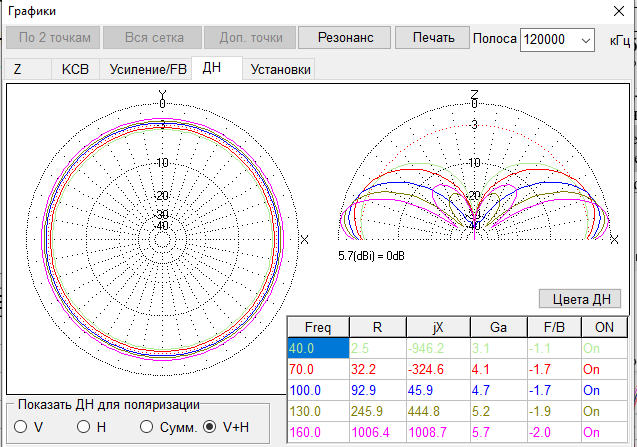 Графики
По 2 точкам Вся сетка Доп. точки Резонанс Печать Полоса 120000 кГц
Z КСВ Усиление/FB ДН Установки
Y Z
0 0
-3 -3
-10 -10
-20 -20
-30 -30
-40 -40
X X
5.7(dBi) = 0dB
Цвета ДН
Freq R jX Ga F/B ON
40.0 2.5 -946.2 3.1 -1.1 On
70.0 32.2 -324.6 4.1 -1.7 On
100.0 92.9 45.9 4.7 -1.7 On
130.0 245.9 444.8 5.2 -1.9 On
160.0 1006.4 1008.7 5.7 -2.0 On
Показать ДН для поляризации
V H Сумм. V+H